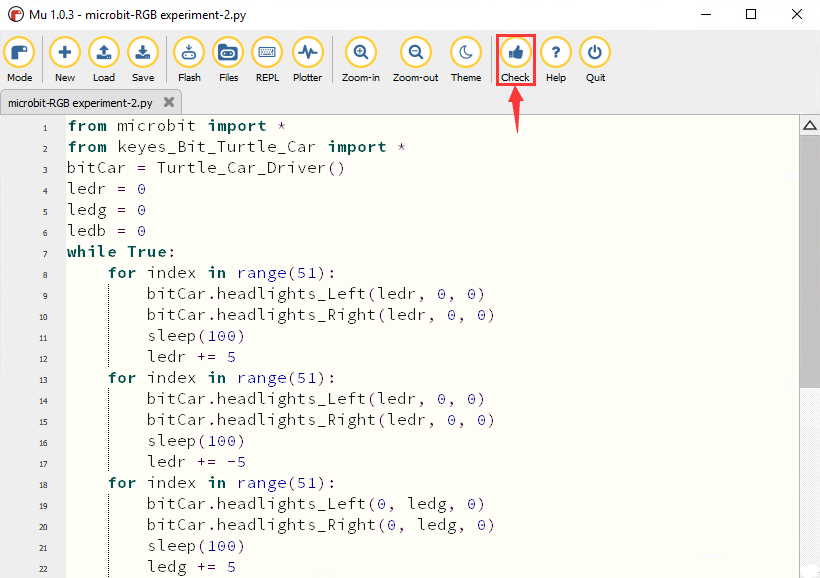 Mu 1.0.3 - microbit-RGB experiment-2.py
Mode New Load Save Flash Files REPL Plotter Zoom-in Zoom-out Theme Check Help Quit
microbit-RGB experiment-2.py
1 from microbit import *
2 from keyes_Bit_Turtle_Car import *
3 bitCar = Turtle_Car_Driver()
4 ledr = 0
5 ledg = 0
6 ledb = 0
7 while True:
8 for index in range(51):
9 bitCar.headlights_Left(ledr, 0, 0)
10 bitCar.headlights_Right(ledr, 0, 0)
11 sleep(100)
12 ledr += 5
13 for index in range(51):
14 bitCar.headlights_Left(ledr, 0, 0)
15 bitCar.headlights_Right(ledr, 0, 0)
16 sleep(100)
17 ledr += -5
18 for index in range(51):
19 bitCar.headlights_Left(0, ledg, 0)
20 bitCar.headlights_Right(0, ledg, 0)
21 sleep(100)
22 ledg += 5